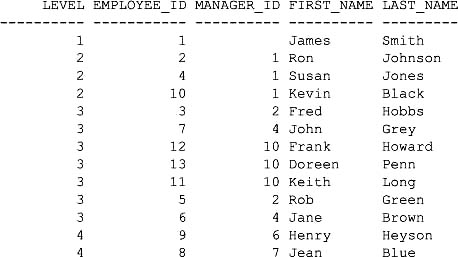 LEVEL EMPLOYEE_ID MANAGER_ID FIRST_NAME LAST_NAME
---------- ----------- ---------- ---------- ----------
1 1 James Smith
2 2 1 Ron Johnson
2 4 1 Susan Jones
2 10 1 Kevin Black
3 3 2 Fred Hobbs
3 7 4 John Grey
3 12 10 Frank Howard
3 13 10 Doreen Penn
3 11 10 Keith Long
3 5 2 Rob Green
3 6 4 Jane Brown
4 9 6 Henry Heyson
4 8 7 Jean Blue